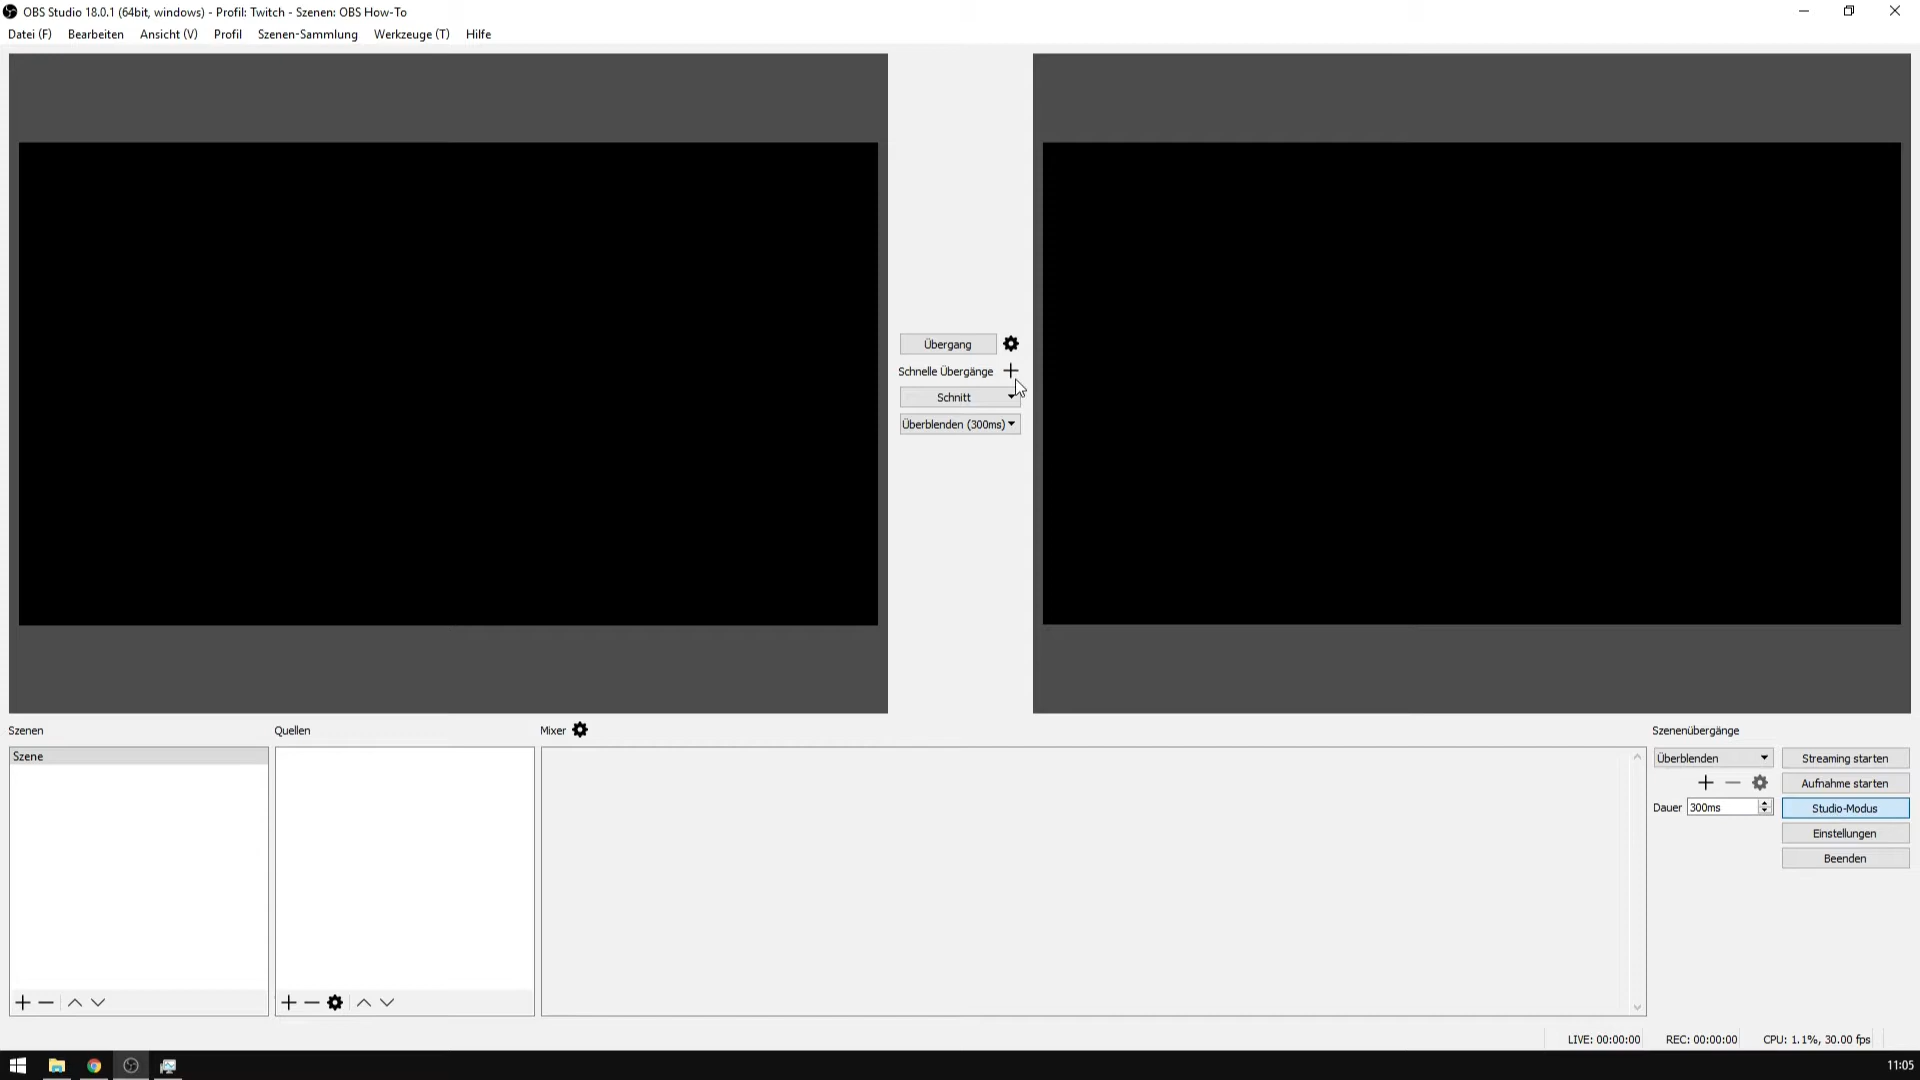 OBS Studio 18.0.1 (64bit, windows) - Profil: Twitch - Szenen: OBS How-To
Datei (F) Bearbeiten Ansicht (V) Profil Szenen-Sammlung Werkzeuge (T) Hilfe
Übergang
Schnelle Übergänge
Schnitt
Überblenden (300ms)
Szenen
Szene
Quellen
Mixer
Szenenübergänge
Überblenden
Dauer 300ms
Streaming starten
Aufnahme starten
Studio-Modus
Einstellungen
Beenden
LIVE: 00:00:00 REC: 00:00:00 CPU: 1.1%, 30.00 fps
11:05